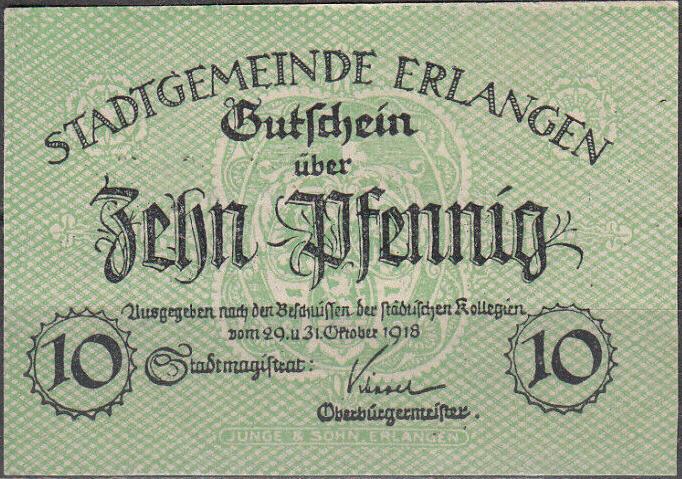 STADTGEMEINDE ERLANGEN
Gutschein
über
Zehn Pfennig
Ausgegeben nach den Beschlüssen der städtischen Kollegien
vom 29. u 31. Oktober 1918
10 Stadtmagistrat: 10
Oberbürgermeister.
JUNGE & SOHN, ERLANGEN